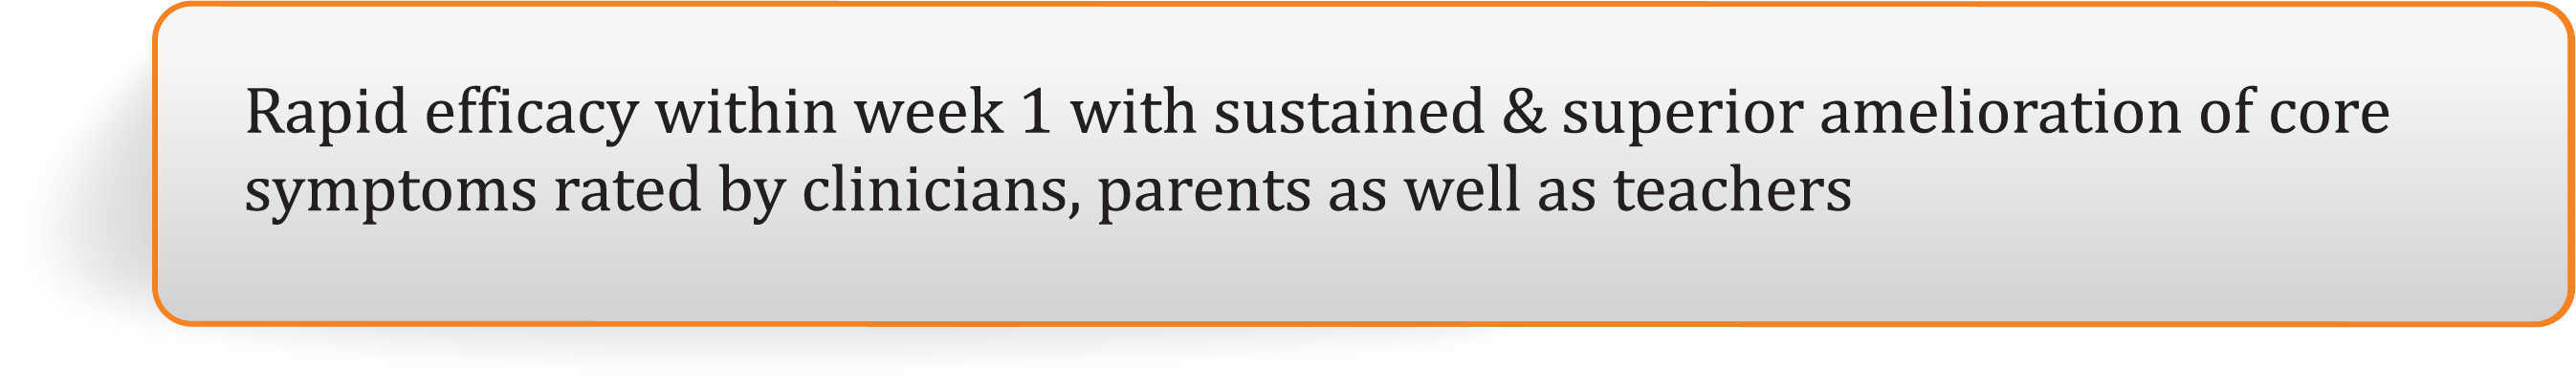 Rapid efficacy within week 1 with sustained & superior amelioration of core
symptoms rated by clinicians, parents as well as teachers